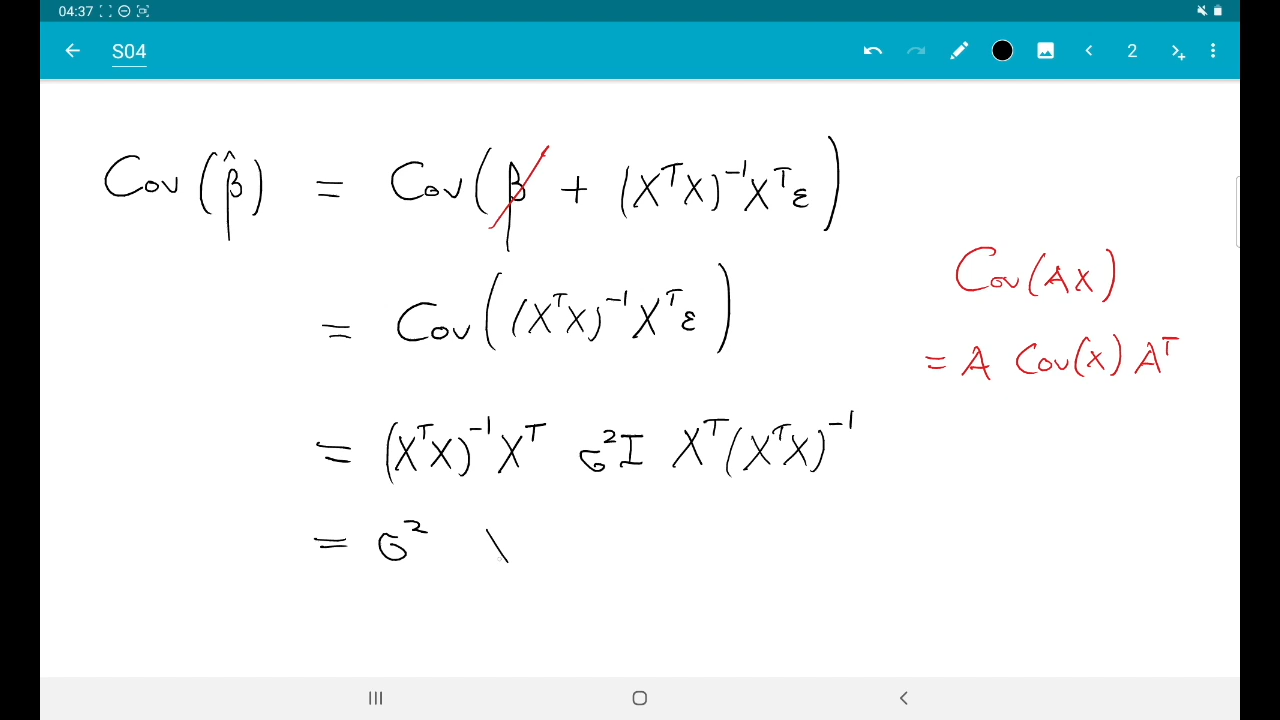 04:37
S04
2
Cov(β̂) = Cov(β + (XᵀX)⁻¹Xᵀε)
= Cov((XᵀX)⁻¹Xᵀε)
Cov(AX)
= A Cov(X) Aᵀ
= (XᵀX)⁻¹Xᵀ σ²I Xᵀ(XᵀX)⁻¹
= σ² \